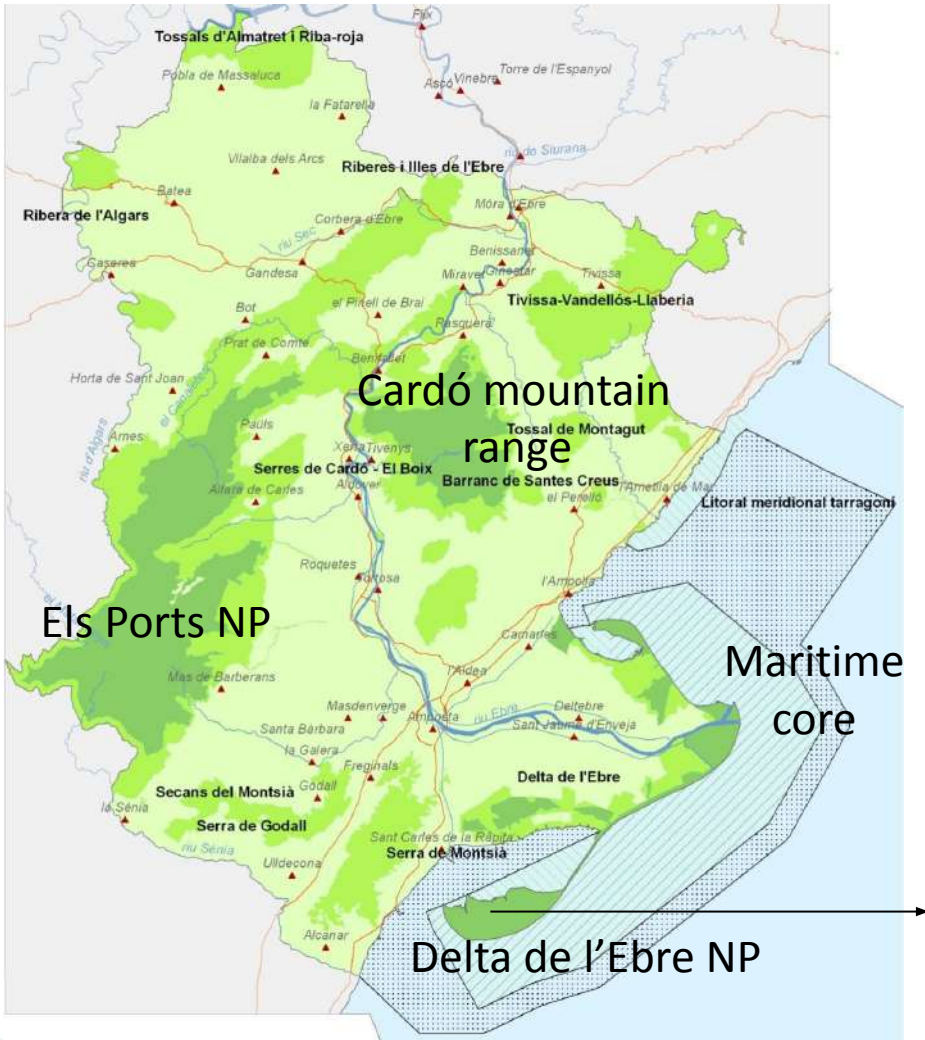 Flix
Tossals d'Almatret i Riba-roja
Torre de l'Espanyol
Pobla de Massaluca
Ascó
Vinebre
la Fatarella
riu de Siurana
Vilalba dels Arcs
Riberes i Illes de l'Ebre
Batea
Móra d'Ebre
Ribera de l'Algars
Corbera d'Ebre
riu Sec
Benissanet
Caseres
Gandesa
Miravet
Ginestar
Tivissa
el Pinell de Brai
Tivissa-Vandellós-Llaberia
Bot
Rasquera
Prat de Comte
Benifallet
Horta de Sant Joan
Cardó mountain
range
Tossal de Montagut
Arnes
riu d'Algars
Paüls
Xerta
Tivenys
Serres de Cardó - El Boix
Barranc de Santes Creus
l'Ametlla de Mar
Alfara de Carles
Aldover
el Perelló
Litoral meridional tarragoní
Roquetes
Tortosa
l'Ampolla
Els Ports NP
Camarles
Maritime
core
Mas de Barberans
l'Aldea
Masdenverge
Amposta
riu Ebre
Deltebre
Santa Bàrbara
Sant Jaume d'Enveja
la Galera
Freginals
Delta de l'Ebre
Secans del Montsià
Godall
la Sénia
Serra de Godall
Sant Carles de la Ràpita
riu Sénia
Serra de Montsià
Ulldecona
Alcanar
Delta de l’Ebre NP